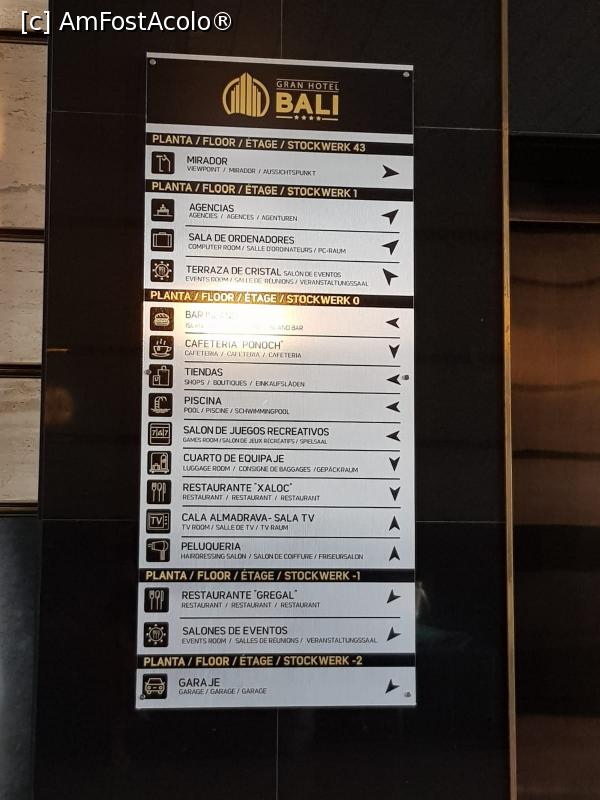 [c] AmFostAcolo®
GRAN HOTEL
BALI
PLANTA / FLOOR / ÉTAGE / STOCKWERK 43
MIRADOR
VIEWPOINT / MIRADOR / AUSSICHTSPUNKT
PLANTA / FLOOR / ÉTAGE / STOCKWERK 1
AGENCIAS
AGENCIES / AGENCES / AGENTUREN
SALA DE ORDENADORES
COMPUTER ROOM / SALLE D'ORDINATEURS / PC-RAUM
TERRAZA DE CRISTAL SALÓN DE EVENTOS
EVENTS ROOM / SALLE DE RÉUNIONS / VERANSTALTUNGSSAAL
PLANTA / FLOOR / ÉTAGE / STOCKWERK 0
BAR
BAR
CAFETERIA "PONOCH"
CAFETERIA / CAFETERIA / CAFETERIA
TIENDAS
SHOPS / BOUTIQUES / EINKAUFSLÄDEN
PISCINA
POOL / PISCINE / SCHWIMMINGPOOL
SALON DE JUEGOS RECREATIVOS
GAMES ROOM / SALON DE JEUX RÉCRÉATIFS / SPIELSAAL
CUARTO DE EQUIPAJE
LUGGAGE ROOM / CONSIGNE DE BAGGAGES / GEPÄCKRAUM
RESTAURANTE "XALOC"
RESTAURANT / RESTAURANT / RESTAURANT
TV
CALA ALMADRAVA- SALA TV
TV ROOM / SALLE DE TV / TV RAUM
PELUQUERIA
HAIRDRESSING SALON / SALON DE COIFFURE / FRISEURSALON
PLANTA / FLOOR / ÉTAGE / STOCKWERK -1
RESTAURANTE "GREGAL"
RESTAURANT / RESTAURANT / RESTAURANT
SALONES DE EVENTOS
EVENTS ROOM / SALLES DE RÉUNIONS / VERANSTALTUNGSSAAL
PLANTA / FLOOR / ÉTAGE / STOCKWERK -2
GARAJE
GARAGE / GARAGE / GARAGE